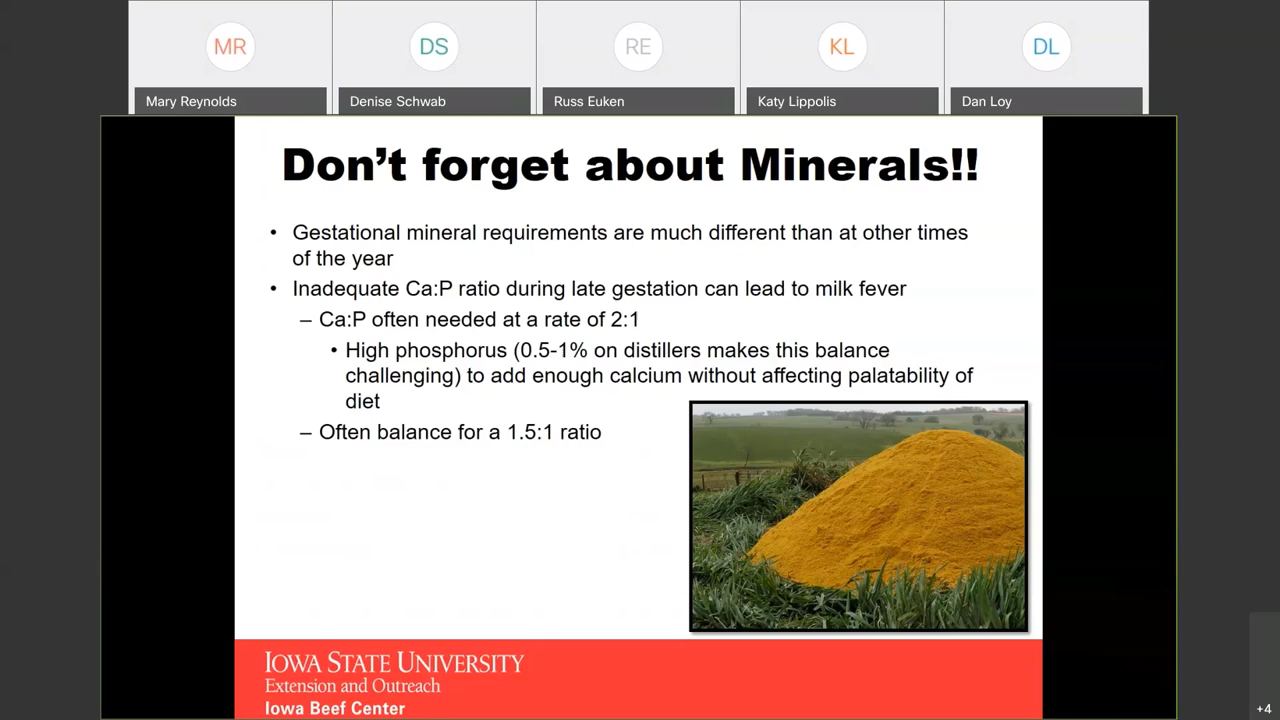 MR
DS
RE
KL
DL
Mary Reynolds
Denise Schwab
Russ Euken
Katy Lippolis
Dan Loy
Don’t forget about Minerals!!
• Gestational mineral requirements are much different than at other times
of the year
• Inadequate Ca:P ratio during late gestation can lead to milk fever
– Ca:P often needed at a rate of 2:1
• High phosphorus (0.5-1% on distillers makes this balance
challenging) to add enough calcium without affecting palatability of
diet
– Often balance for a 1.5:1 ratio
IOWA STATE UNIVERSITY
Extension and Outreach
Iowa Beef Center
+4